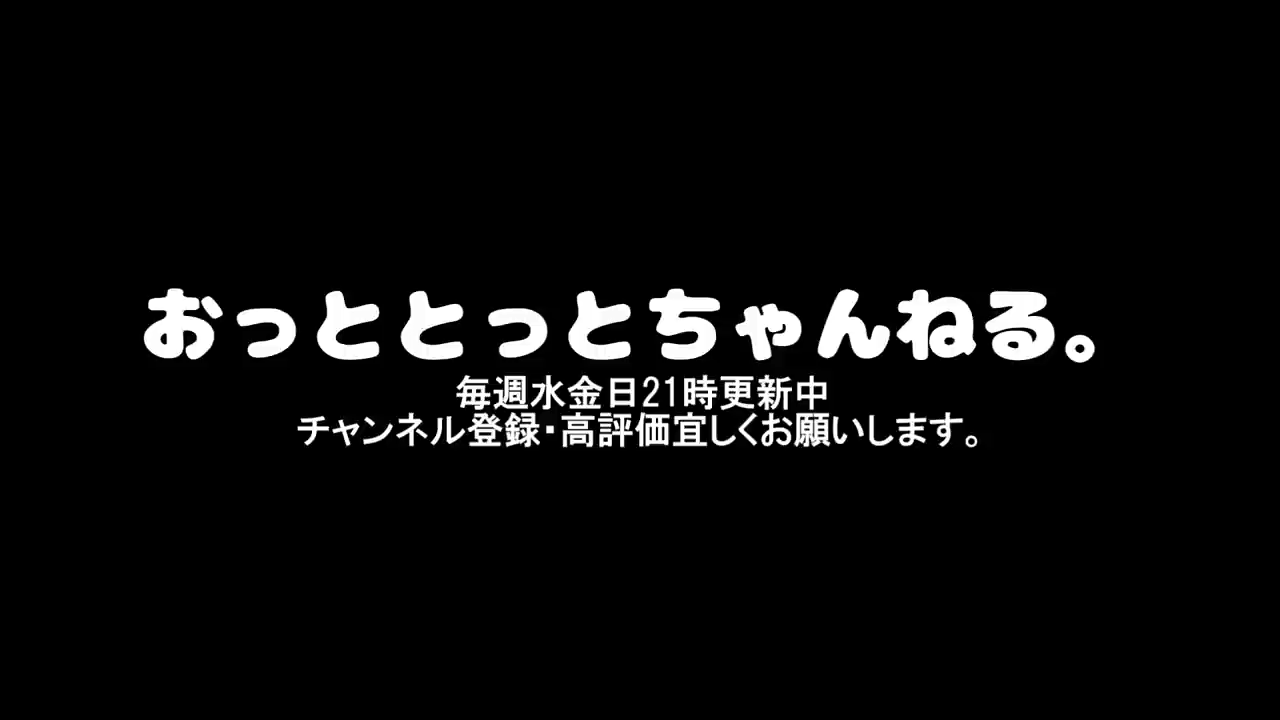 おっととっとちゃんねる。
毎週水金日21時更新中
チャンネル登録・高評価宜しくお願いします。